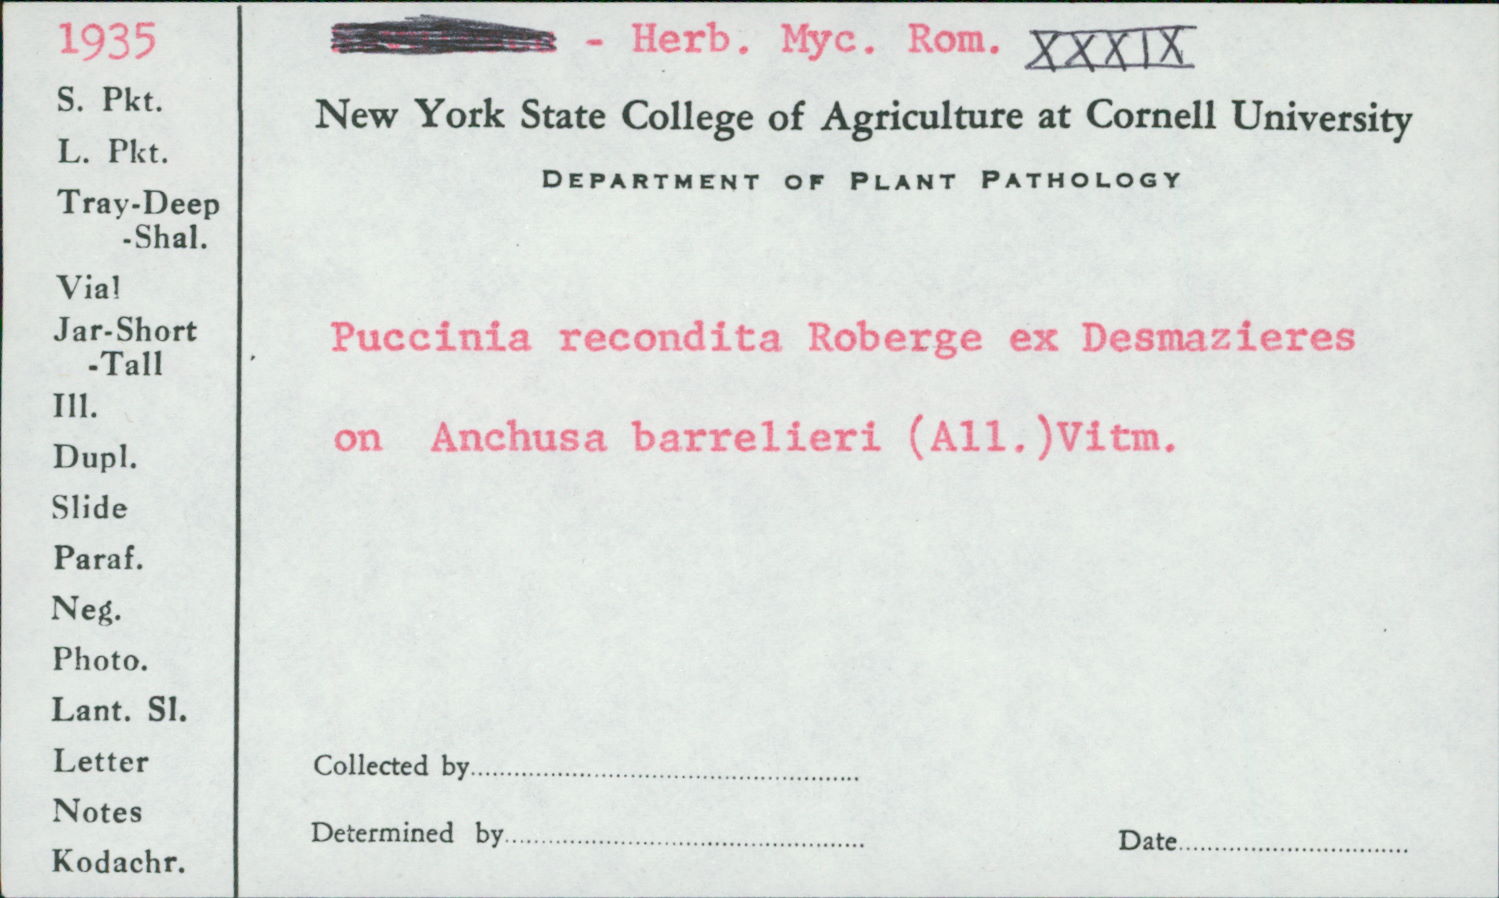 1935
S. Pkt.
L. Pkt.
Tray-Deep
-Shal.
Vial
Jar-Short
-Tall
Ill.
Dupl.
Slide
Paraf.
Neg.
Photo.
Lant. Sl.
Letter
Notes
Kodachr.
- Herb. Myc. Rom. XXXIX
New York State College of Agriculture at Cornell University
DEPARTMENT OF PLANT PATHOLOGY
Puccinia recondita Roberge ex Desmazieres
on Anchusa barrelieri (All.)Vitm.
Collected by
Determined by
Date